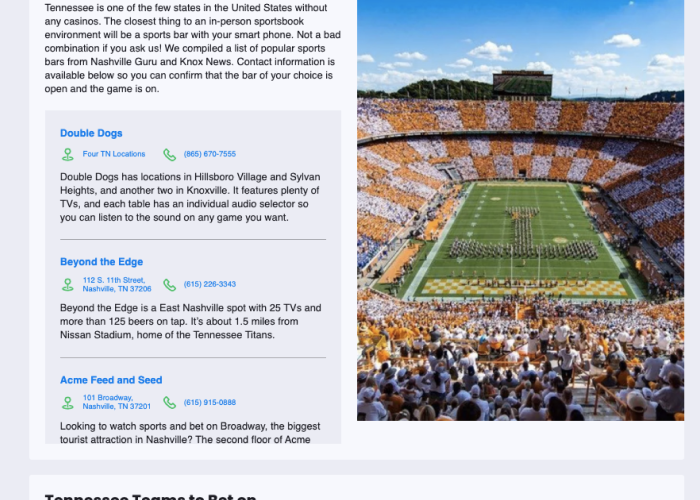 Tennessee is one of the few states in the United States without
any casinos. The closest thing to an in-person sportsbook
environment will be a sports bar with your smart phone. Not a bad
combination if you ask us! We compiled a list of popular sports
bars from Nashville Guru and Knox News. Contact information is
available below so you can confirm that the bar of your choice is
open and the game is on.
Double Dogs
Four TN Locations
(865) 670-7555
Double Dogs has locations in Hillsboro Village and Sylvan
Heights, and another two in Knoxville. It features plenty of
TVs, and each table has an individual audio selector so
you can listen to the sound on any game you want.
Beyond the Edge
112 S. 11th Street,
Nashville, TN 37206
(615) 226-3343
Beyond the Edge is a East Nashville spot with 25 TVs and
more than 125 beers on tap. It's about 1.5 miles from
Nissan Stadium, home of the Tennessee Titans.
Acme Feed and Seed
101 Broadway,
Nashville, TN 37201
(615) 915-0888
Looking to watch sports and bet on Broadway, the biggest
tourist attraction in Nashville? The second floor of Acme
Tennessee Teams to Bet on